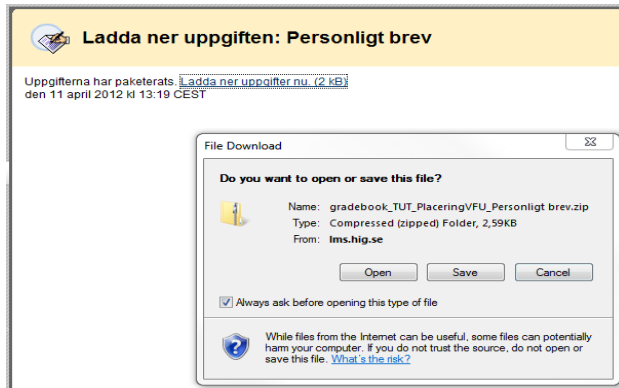 Ladda ner uppgiften: Personligt brev
Uppgifterna har paketerats. Ladda ner uppgifter nu. (2 kB)
den 11 april 2012 kl 13:19 CEST
File Download
Do you want to open or save this file?
Name: gradebook_TUT_PlaceringVFU_Personligt brev.zip
Type: Compressed (zipped) Folder, 2,59KB
From: lms.hig.se
Open Save Cancel
Always ask before opening this type of file
While files from the Internet can be useful, some files can potentially
harm your computer. If you do not trust the source, do not open or
save this file. What's the risk?